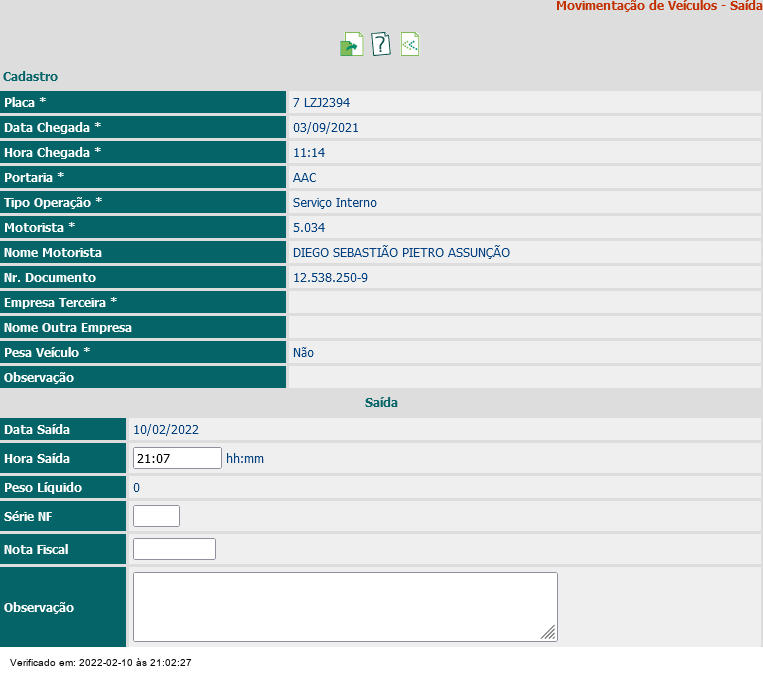 Movimentação de Veículos - Saída
Cadastro
Placa * 7 LZJ2394
Data Chegada * 03/09/2021
Hora Chegada * 11:14
Portaria * AAC
Tipo Operação * Serviço Interno
Motorista * 5.034
Nome Motorista DIEGO SEBASTIÃO PIETRO ASSUNÇÃO
Nr. Documento 12.538.250-9
Empresa Terceira *
Nome Outra Empresa
Pesa Veículo * Não
Observação
Saída
Data Saída 10/02/2022
Hora Saída 21:07 hh:mm
Peso Líquido 0
Série NF
Nota Fiscal
Observação
Verificado em: 2022-02-10 às 21:02:27